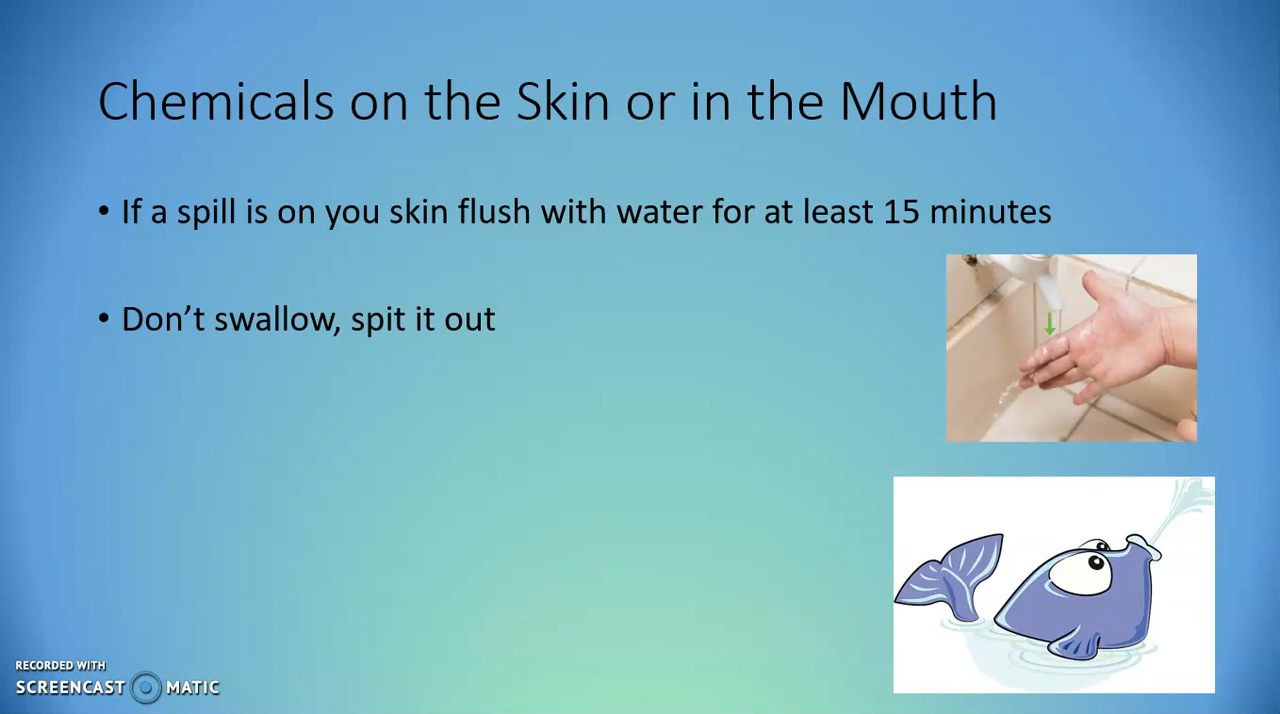 Chemicals on the Skin or in the Mouth
• If a spill is on you skin flush with water for at least 15 minutes
• Don’t swallow, spit it out
RECORDED WITH
SCREENCAST MATIC